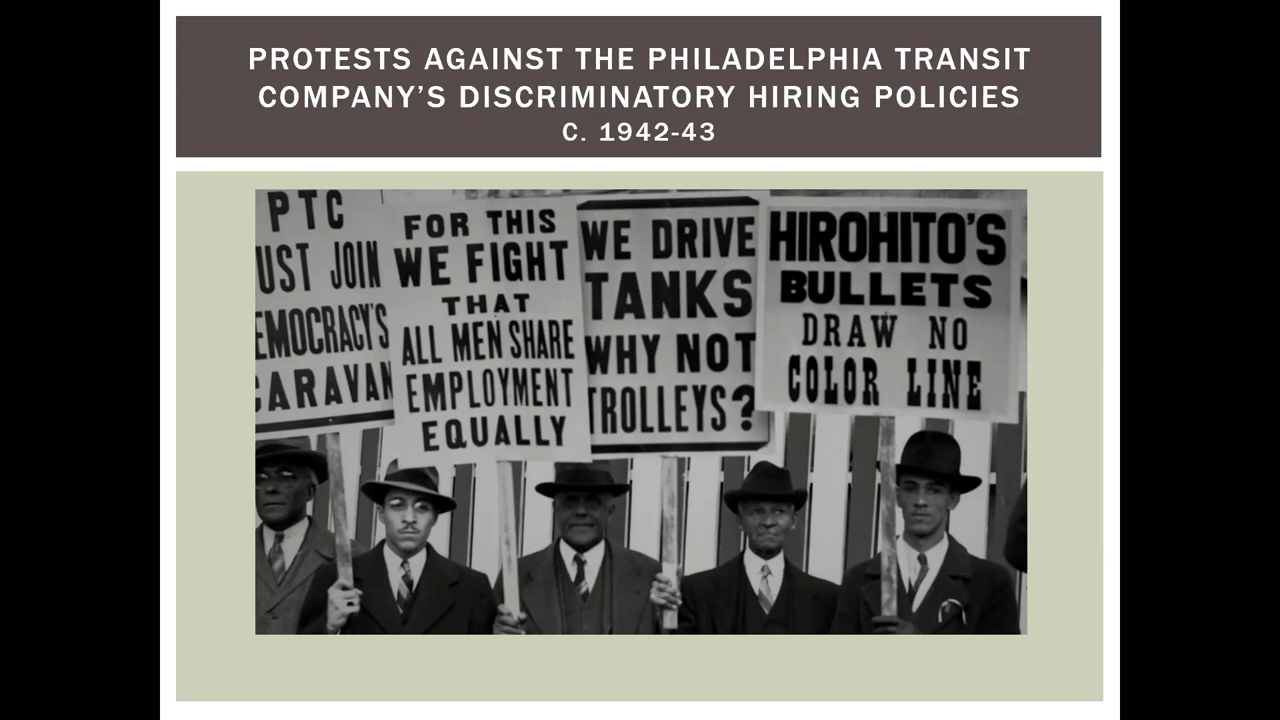 PROTESTS AGAINST THE PHILADELPHIA TRANSIT
COMPANY'S DISCRIMINATORY HIRING POLICIES
C. 1942-43
PTC
UST JOIN
EMOCRACY'S
CARAVAN
FOR THIS
WE FIGHT
THAT
ALL MEN SHARE
EMPLOYMENT
EQUALLY
WE DRIVE
TANKS
WHY NOT
TROLLEYS?
HIROHITO'S
BULLETS
DRAW NO
COLOR LINE